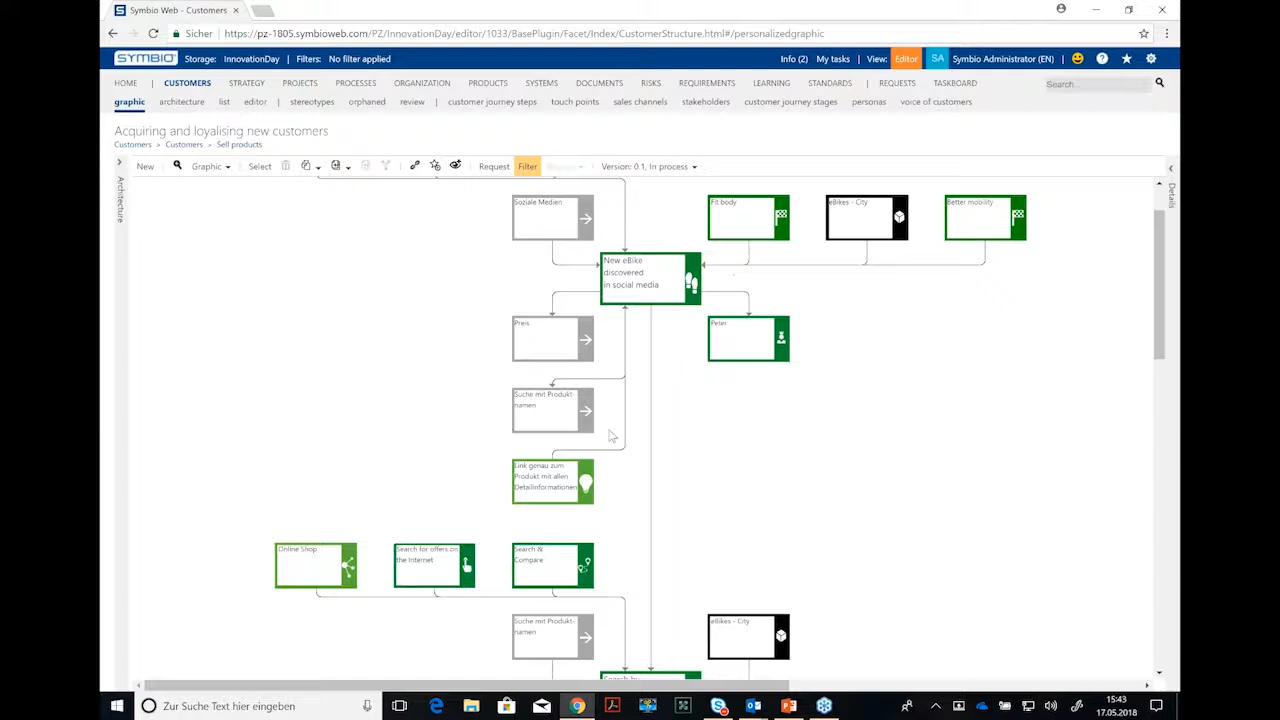 Symbio Web - Customers
Sicher
https://pz-1805.symbioweb.com/PZ/InnovationDay/editor/1033/BasePlugin/Facet/Index/CustomerStructure.html#/personalizedgraphic
SYMBIO
Storage: InnovationDay
Filters: No filter applied
Info (2)
My tasks
View:
Editor
SA
Symbio Administrator (EN)
HOME CUSTOMERS STRATEGY PROJECTS PROCESSES ORGANIZATION PRODUCTS SYSTEMS DOCUMENTS RISKS REQUIREMENTS LEARNING STANDARDS REQUESTS TASKBOARD
Search...
graphic architecture list editor stereotypes orphaned review customer journey steps touch points sales channels stakeholders customer journey stages personas voice of customers
Acquiring and loyalising new customers
Customers > Customers > Sell products
New
Graphic
Select
Request
Filter
Version: 0.1, In process
Architecture
Details
Soziale Medien
Fit body
eBikes - City
Better mobility
New eBike
discovered
in social media
Preis
Peter
Suche mit Produkt-
namen
Link genau zum
Produkt mit allen
Detailinformationen
Online Shop
Search for offers on
the Internet
Search &
Compare
Suche mit Produkt-
namen
eBikes - City
Search by
Zur Suche Text hier eingeben
15:43
17.05.2018